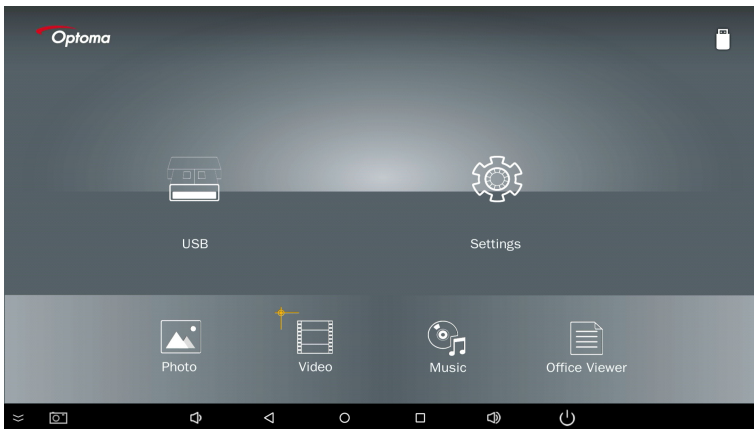 Optoma
USB
Settings
Photo
Video
Music
Office Viewer